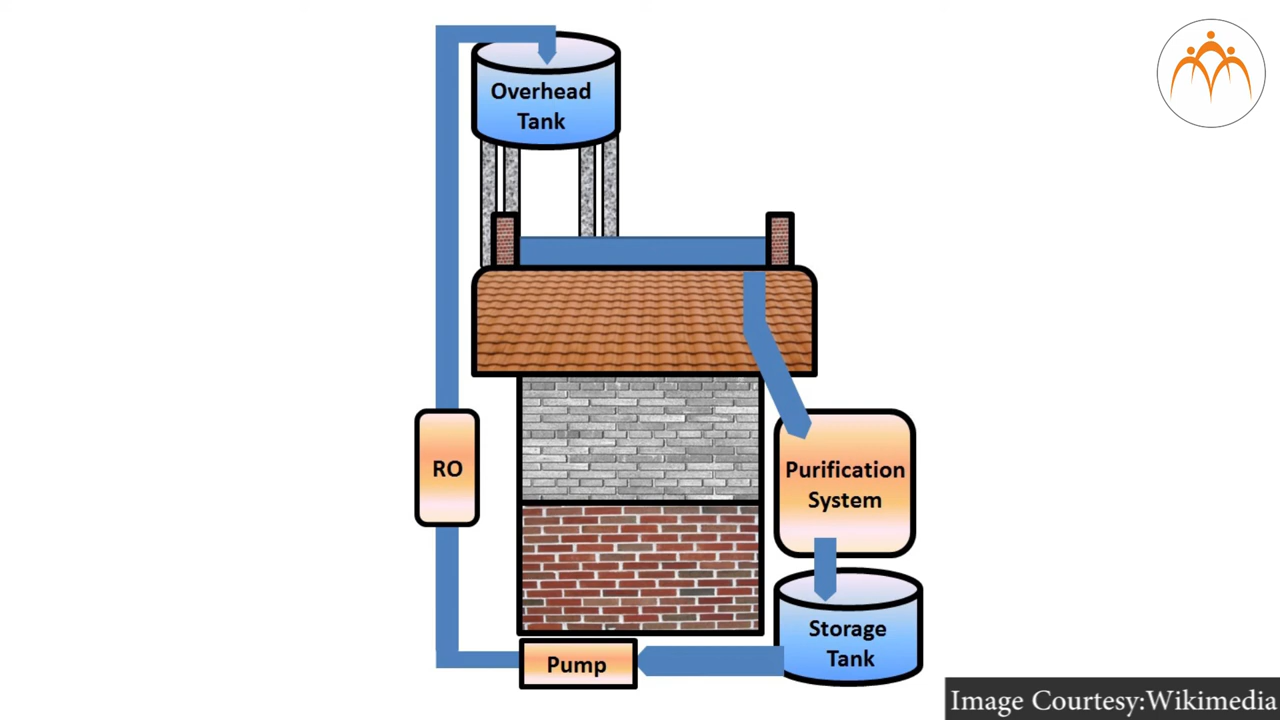 Overhead
Tank
RO
Purification
System
Storage
Tank
Pump
Image Courtesy:Wikimedia